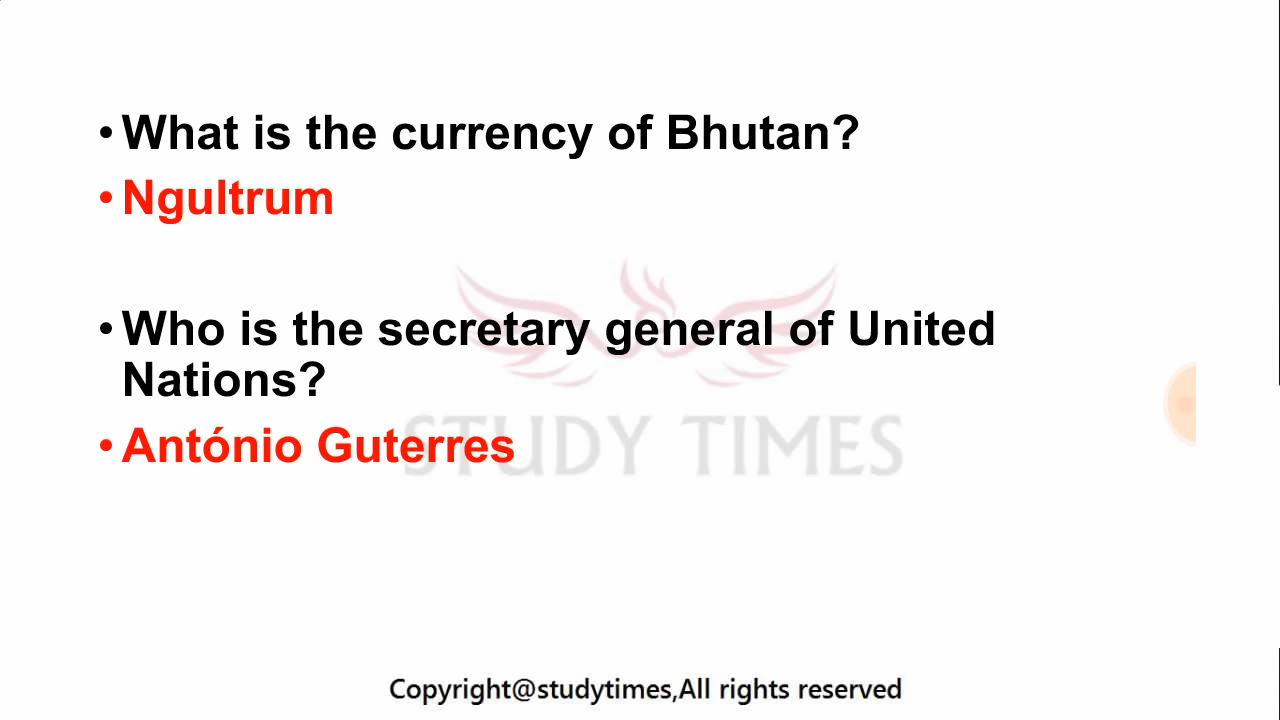 • What is the currency of Bhutan?
• Ngultrum
• Who is the secretary general of United
Nations?
• António Guterres
STUDY TIMES
Copyright@studytimes,All rights reserved